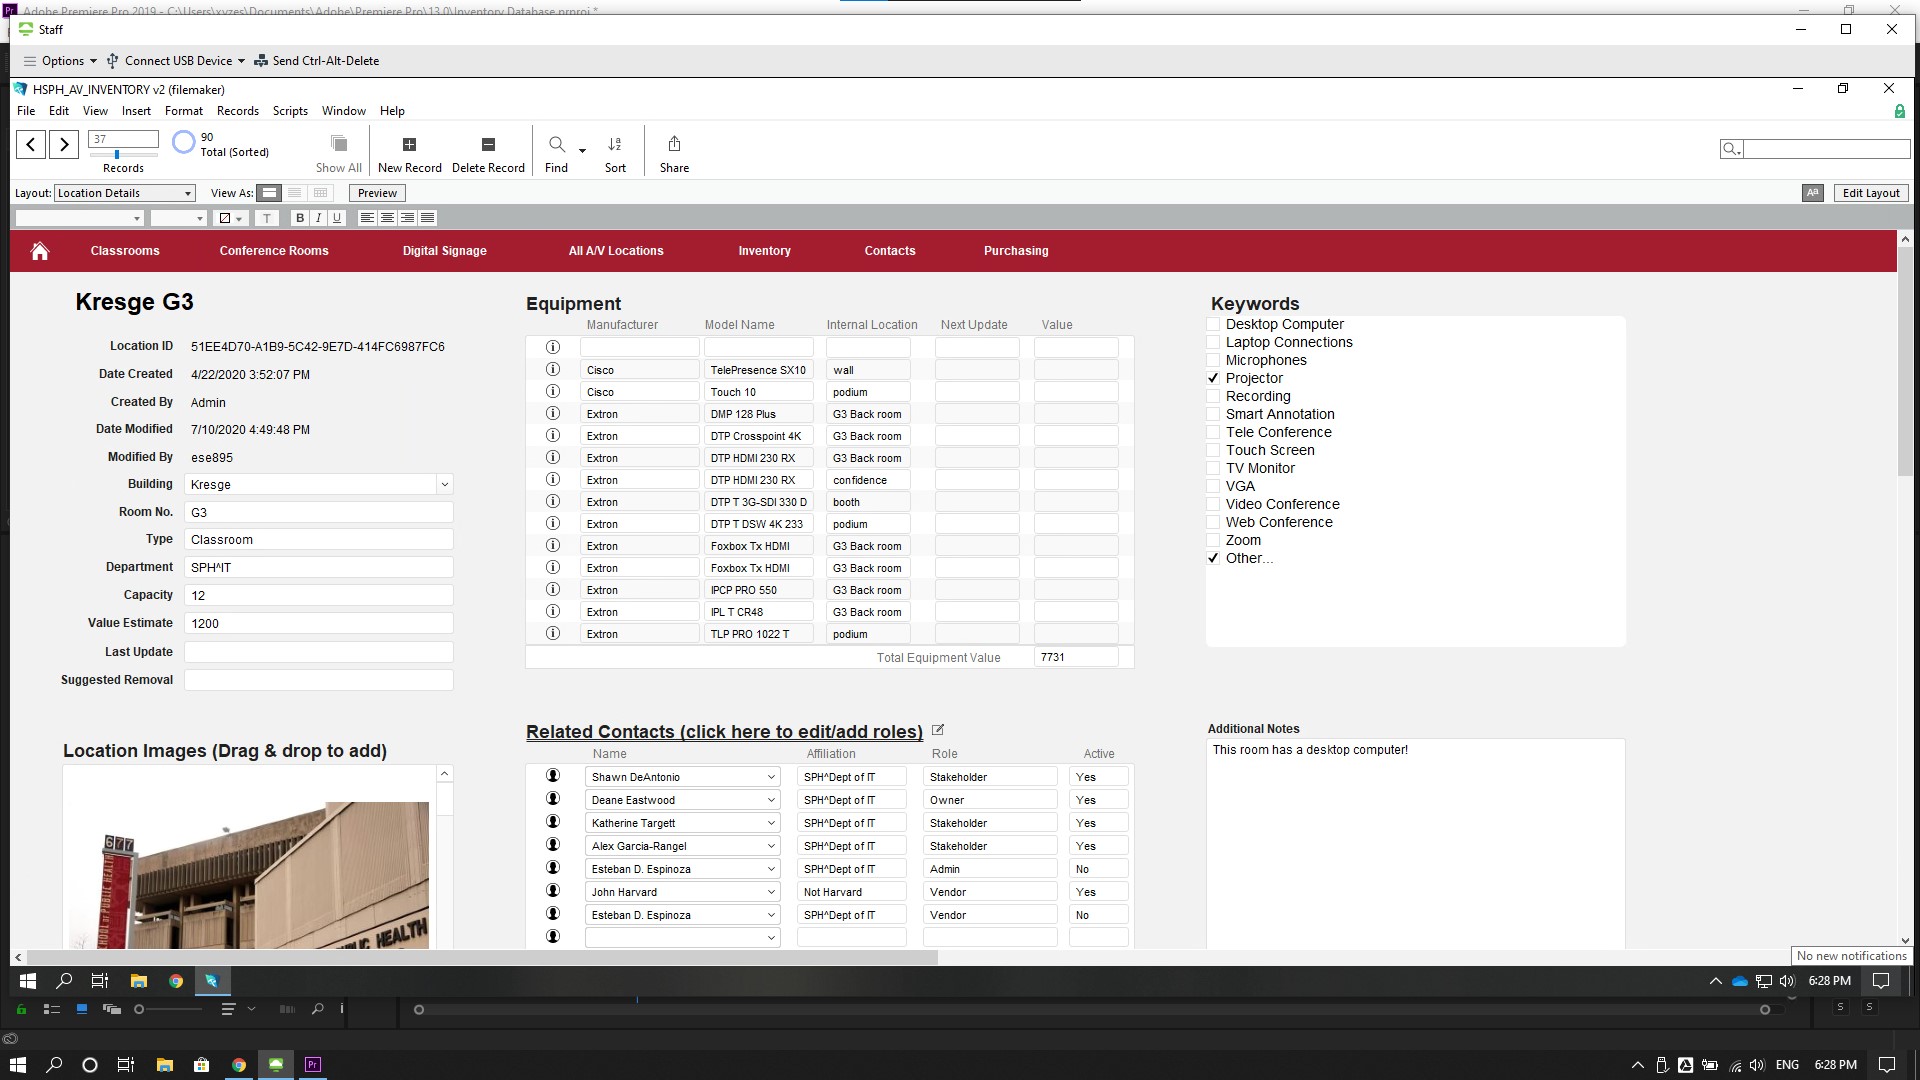 Adobe Premiere Pro 2019 - C:\Users\xyzes\Documents\Adobe\Premiere Pro\13.0\Inventory Database.prproj *
Staff
Options Connect USB Device Send Ctrl-Alt-Delete
HSPH_AV_INVENTORY v2 (filemaker)
File Edit View Insert Format Records Scripts Window Help
37
Records
90
Total (Sorted)
Show All New Record Delete Record Find Sort Share
Layout: Location Details View As: Preview Aa Edit Layout
T B I U
Classrooms Conference Rooms Digital Signage All A/V Locations Inventory Contacts Purchasing
Kresge G3
Location ID 51EE4D70-A1B9-5C42-9E7D-414FC6987FC6
Date Created 4/22/2020 3:52:07 PM
Created By Admin
Date Modified 7/10/2020 4:49:48 PM
Modified By ese895
Building Kresge
Room No. G3
Type Classroom
Department SPH^IT
Capacity 12
Value Estimate 1200
Last Update
Suggested Removal
Equipment
Manufacturer Model Name Internal Location Next Update Value
Cisco TelePresence SX10 wall
Cisco Touch 10 podium
Extron DMP 128 Plus G3 Back room
Extron DTP Crosspoint 4K G3 Back room
Extron DTP HDMI 230 RX G3 Back room
Extron DTP HDMI 230 RX confidence
Extron DTP T 3G-SDI 330 D booth
Extron DTP T DSW 4K 233 podium
Extron Foxbox Tx HDMI G3 Back room
Extron Foxbox Tx HDMI G3 Back room
Extron IPCP PRO 550 G3 Back room
Extron IPL T CR48 G3 Back room
Extron TLP PRO 1022 T podium
Total Equipment Value 7731
Keywords
Desktop Computer
Laptop Connections
Microphones
Projector
Recording
Smart Annotation
Tele Conference
Touch Screen
TV Monitor
VGA
Video Conference
Web Conference
Zoom
Other...
Location Images (Drag & drop to add)
677
SCHOOL of PUBLIC HEALTH
PUBLIC HEALTH
Related Contacts (click here to edit/add roles)
Name Affiliation Role Active
Shawn DeAntonio SPH^Dept of IT Stakeholder Yes
Deane Eastwood SPH^Dept of IT Owner Yes
Katherine Targett SPH^Dept of IT Stakeholder Yes
Alex Garcia-Rangel SPH^Dept of IT Stakeholder Yes
Esteban D. Espinoza SPH^Dept of IT Admin No
John Harvard Not Harvard Vendor Yes
Esteban D. Espinoza SPH^Dept of IT Vendor No
Additional Notes
This room has a desktop computer!
No new notifications
6:28 PM
S S
Pr
ENG 6:28 PM